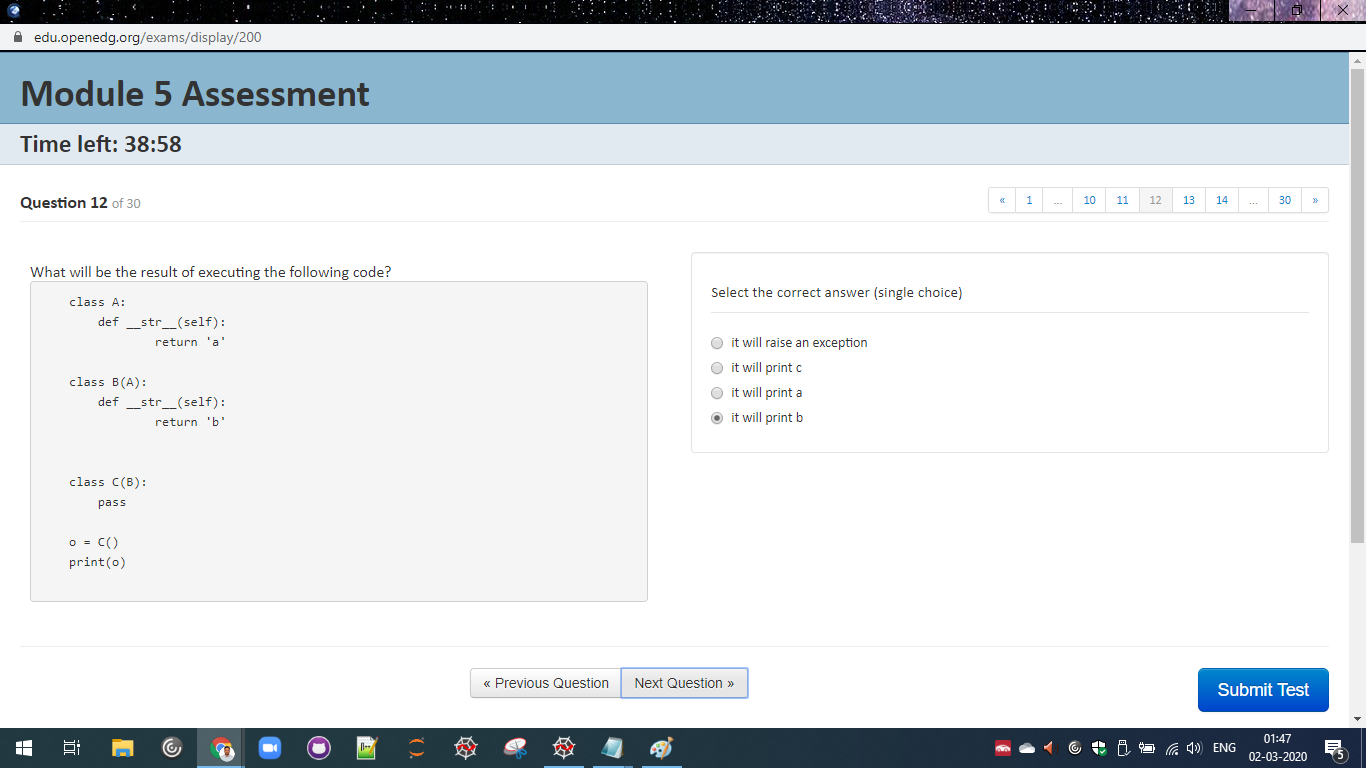 edu.openedg.org/exams/display/200
Module 5 Assessment
Time left: 38:58
Question 12 of 30
« 1 ... 10 11 12 13 14 ... 30 »
What will be the result of executing the following code?
class A:
    def __str__(self):
            return 'a'
class B(A):
    def __str__(self):
            return 'b'
class C(B):
    pass
o = C()
print(o)
Select the correct answer (single choice)
it will raise an exception
it will print c
it will print a
it will print b
« Previous Question
Next Question »
Submit Test
ENG
01:47
02-03-2020
5